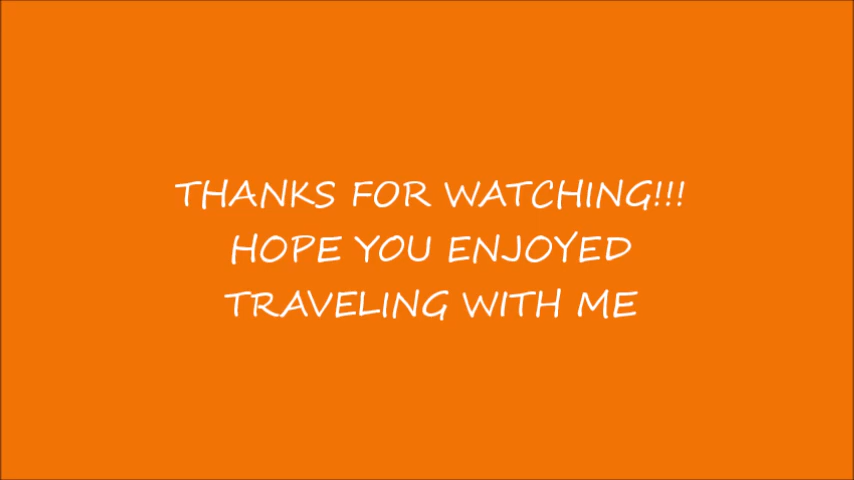 THANKS FOR WATCHING!!!
HOPE YOU ENJOYED
TRAVELING WITH ME